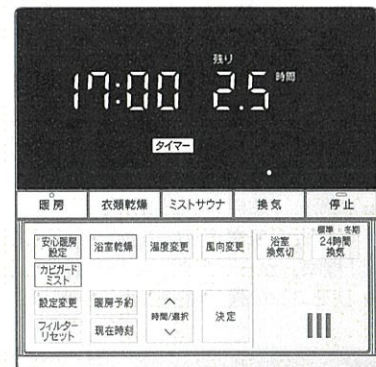 残り
17:00 2.5 時間
タイマー
暖房 衣類乾燥 ミストサウナ 換気 停止
標準 冬期
安心暖房 浴室乾燥 温度変更 風向変更 浴室 24時間
設定 換気切 換気
カビガード
ミスト
設定変更 暖房予約 時間/選択 決定
フィルター 現在時刻
リセット